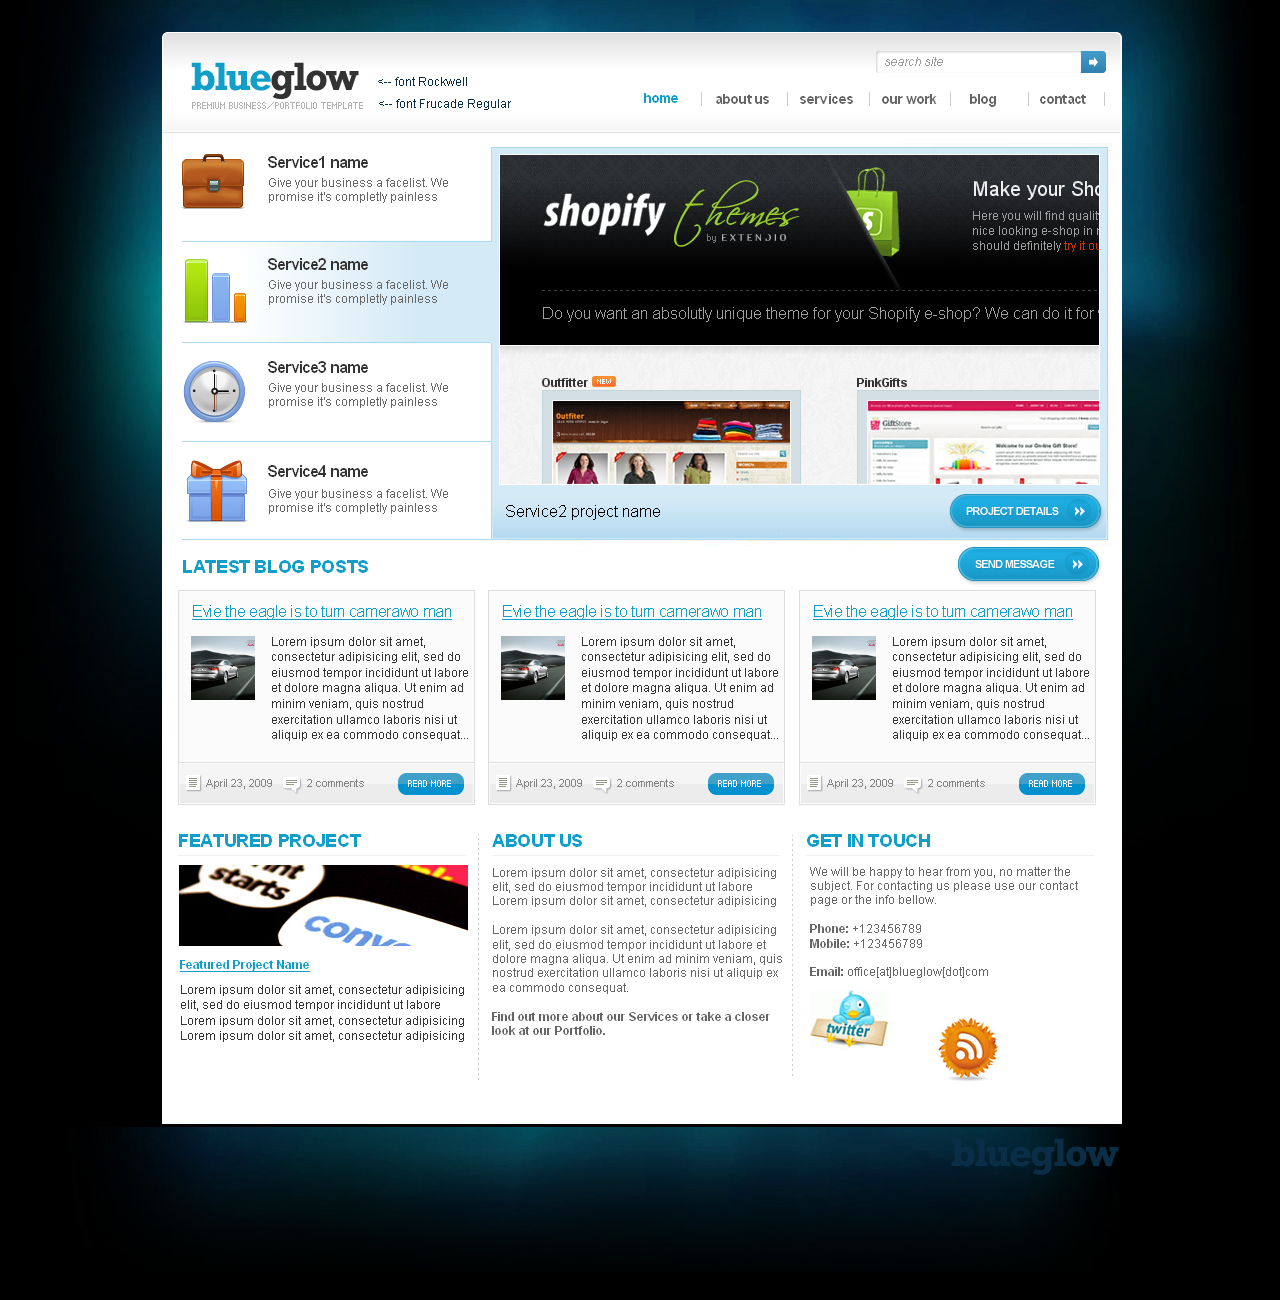 search site
blueglow
<-- font Rockwell
PREMIUM BUSINESS/PORTFOLIO TEMPLATE
<-- font Frucade Regular
home
about us
services
our work
blog
contact
Service1 name
Give your business a facelist. We
promise it's completly painless
Service2 name
Give your business a facelist. We
promise it's completly painless
Service3 name
Give your business a facelist. We
promise it's completly painless
Service4 name
Give your business a facelist. We
promise it's completly painless
shopify themes
by EXTENDIO
S
Make your Sho
Here you will find qualit
nice looking e-shop in
should definitely try it ou
Do you want an absolutly unique theme for your Shopify e-shop? We can do it for
Outfitter NEW
PinkGifts
Outfiter
GiftStore
Welcome to our On-line Gift Store!
Service2 project name
PROJECT DETAILS
LATEST BLOG POSTS
SEND MESSAGE
Evie the eagle is to turn camerawo man
Lorem ipsum dolor sit amet,
consectetur adipisicing elit, sed do
eiusmod tempor incididunt ut labore
et dolore magna aliqua. Ut enim ad
minim veniam, quis nostrud
exercitation ullamco laboris nisi ut
aliquip ex ea commodo consequat...
April 23, 2009
2 comments
READ MORE
Evie the eagle is to turn camerawo man
Lorem ipsum dolor sit amet,
consectetur adipisicing elit, sed do
eiusmod tempor incididunt ut labore
et dolore magna aliqua. Ut enim ad
minim veniam, quis nostrud
exercitation ullamco laboris nisi ut
aliquip ex ea commodo consequat...
April 23, 2009
2 comments
READ MORE
Evie the eagle is to turn camerawo man
Lorem ipsum dolor sit amet,
consectetur adipisicing elit, sed do
eiusmod tempor incididunt ut labore
et dolore magna aliqua. Ut enim ad
minim veniam, quis nostrud
exercitation ullamco laboris nisi ut
aliquip ex ea commodo consequat...
April 23, 2009
2 comments
READ MORE
FEATURED PROJECT
starts
conve
Featured Project Name
Lorem ipsum dolor sit amet, consectetur adipisicing
elit, sed do eiusmod tempor incididunt ut labore
Lorem ipsum dolor sit amet, consectetur adipisicing
Lorem ipsum dolor sit amet, consectetur adipisicing
ABOUT US
Lorem ipsum dolor sit amet, consectetur adipisicing
elit, sed do eiusmod tempor incididunt ut labore
Lorem ipsum dolor sit amet, consectetur adipisicing
Lorem ipsum dolor sit amet, consectetur adipisicing
elit, sed do eiusmod tempor incididunt ut labore et
dolore magna aliqua. Ut enim ad minim veniam, quis
nostrud exercitation ullamco laboris nisi ut aliquip ex
ea commodo consequat.
Find out more about our Services or take a closer
look at our Portfolio.
GET IN TOUCH
We will be happy to hear from you, no matter the
subject. For contacting us please use our contact
page or the info bellow.
Phone: +123456789
Mobile: +123456789
Email: office[at]blueglow[dot]com
twitter
blueglow